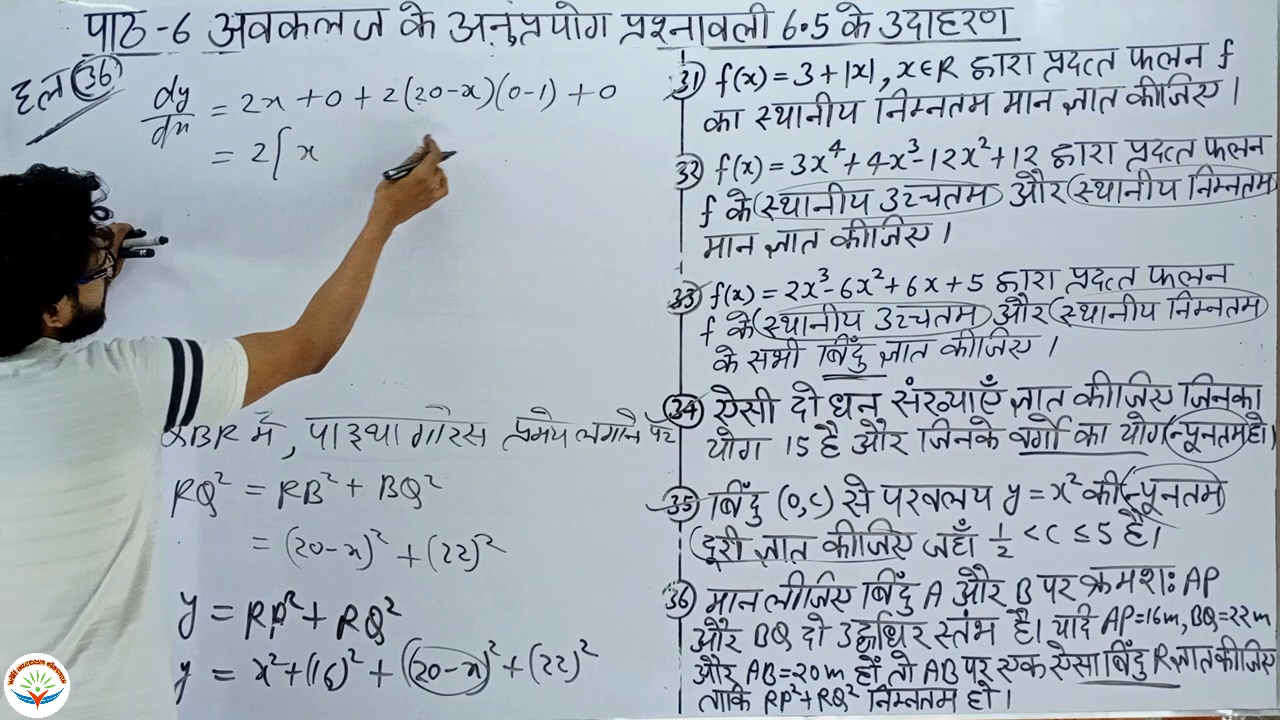 पाठ-6 अवकलज के अनुप्रयोग प्रश्नावली 6.5 के उदाहरण
हल (36)
dy/dx = 2x + 0 + 2(20-x)(0-1) + 0
= 2[x
∆RBQ में, पाइथागोरस प्रमेय लगाने पर
RQ² = RB² + BQ²
= (20-x)² + (22)²
y = RP² + RQ²
y = x² + (16)² + (20-x)² + (22)²
31) f(x) = 3 + |x|, x∈R द्वारा प्रदत्त फलन f
का स्थानीय निम्नतम मान ज्ञात कीजिए।
32) f(x) = 3x⁴ + 4x³ - 12x² + 12 द्वारा प्रदत्त फलन
f के (स्थानीय उच्चतम) और (स्थानीय निम्नतम
मान ज्ञात कीजिए।
33) f(x) = 2x³ - 6x² + 6x + 5 द्वारा प्रदत्त फलन
f के (स्थानीय उच्चतम) और (स्थानीय निम्नतम)
के सभी बिंदु ज्ञात कीजिए।
34) ऐसी दो धन संख्याएँ ज्ञात कीजिए जिनका
योग 15 है और जिनके वर्गों का योग (न्यूनतम) हो।
35) बिंदु (0,c) से परवलय y = x² की (न्यूनतम)
(दूरी ज्ञात कीजिए जहाँ 1/2 < c ≤ 5 है।
36) मान लीजिए बिंदु A और B पर क्रमश: AP
और BQ दो उर्द्धाधर स्तंभ है। यदि AP=16m, BQ=22m
और AB=20m हों तो AB पर एक ऐसा बिंदु R ज्ञात कीजिए
ताकि RP²+RQ² निम्नतम हो।